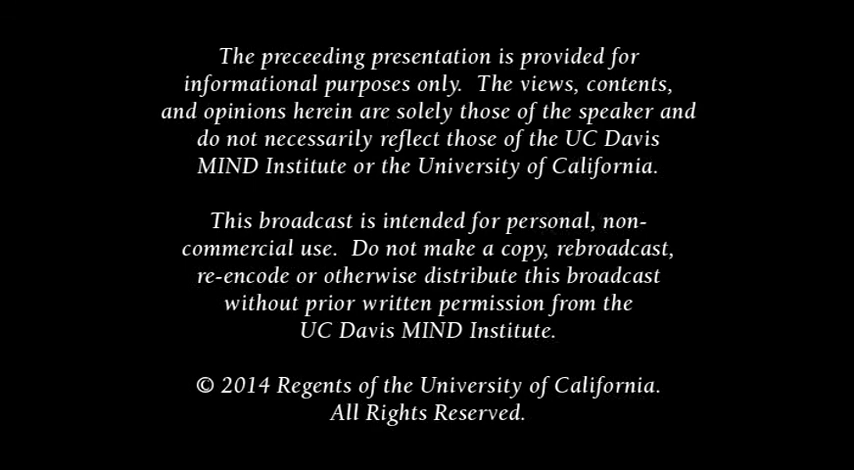 The preceeding presentation is provided for
informational purposes only.  The views, contents,
and opinions herein are solely those of the speaker and
do not necessarily reflect those of the UC Davis
MIND Institute or the University of California.
This broadcast is intended for personal, non-
commercial use.  Do not make a copy, rebroadcast,
re-encode or otherwise distribute this broadcast
without prior written permission from the
UC Davis MIND Institute.
© 2014 Regents of the University of California.
All Rights Reserved.